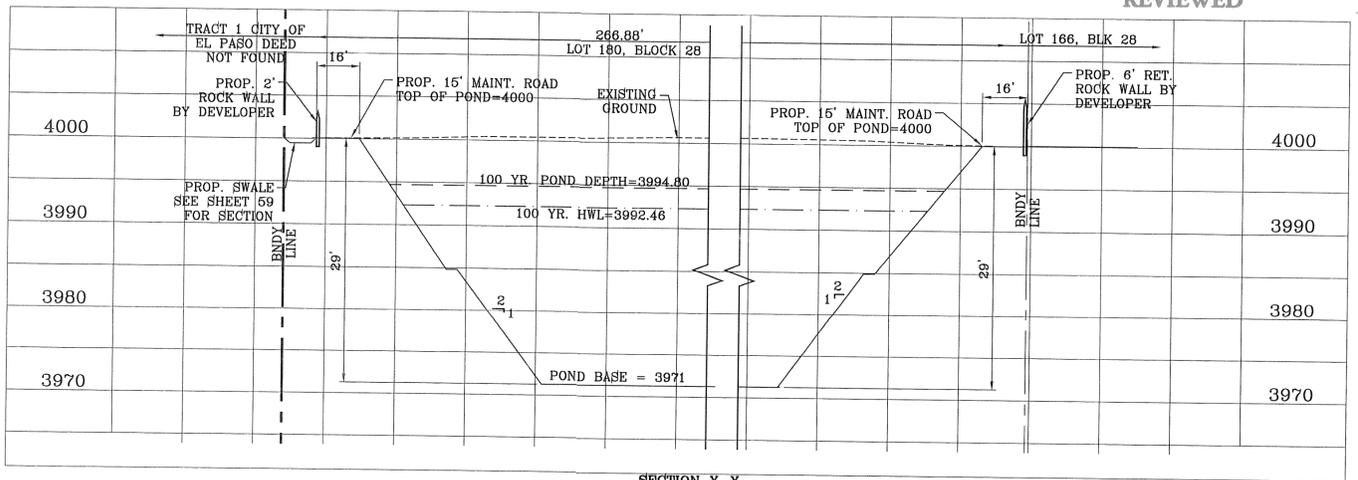 REVIEWED
TRACT 1 CITY OF
EL PASO DEED
NOT FOUND
266.88'
LOT 180, BLOCK 28
LOT 166, BLK 28
16'
PROP. 2'
ROCK WALL
BY DEVELOPER
PROP. 15' MAINT. ROAD
TOP OF POND=4000
EXISTING
GROUND
PROP. 15' MAINT. ROAD
TOP OF POND=4000
16'
PROP. 6' RET.
ROCK WALL BY
DEVELOPER
4000
4000
PROP. SWALE
SEE SHEET 59
FOR SECTION
100 YR. POND DEPTH=3994.80
100 YR. HWL=3992.46
3990
3990
BNDY
LINE
BNDY
LINE
29'
29'
2
1
2
1
3980
3980
POND BASE = 3971
3970
3970